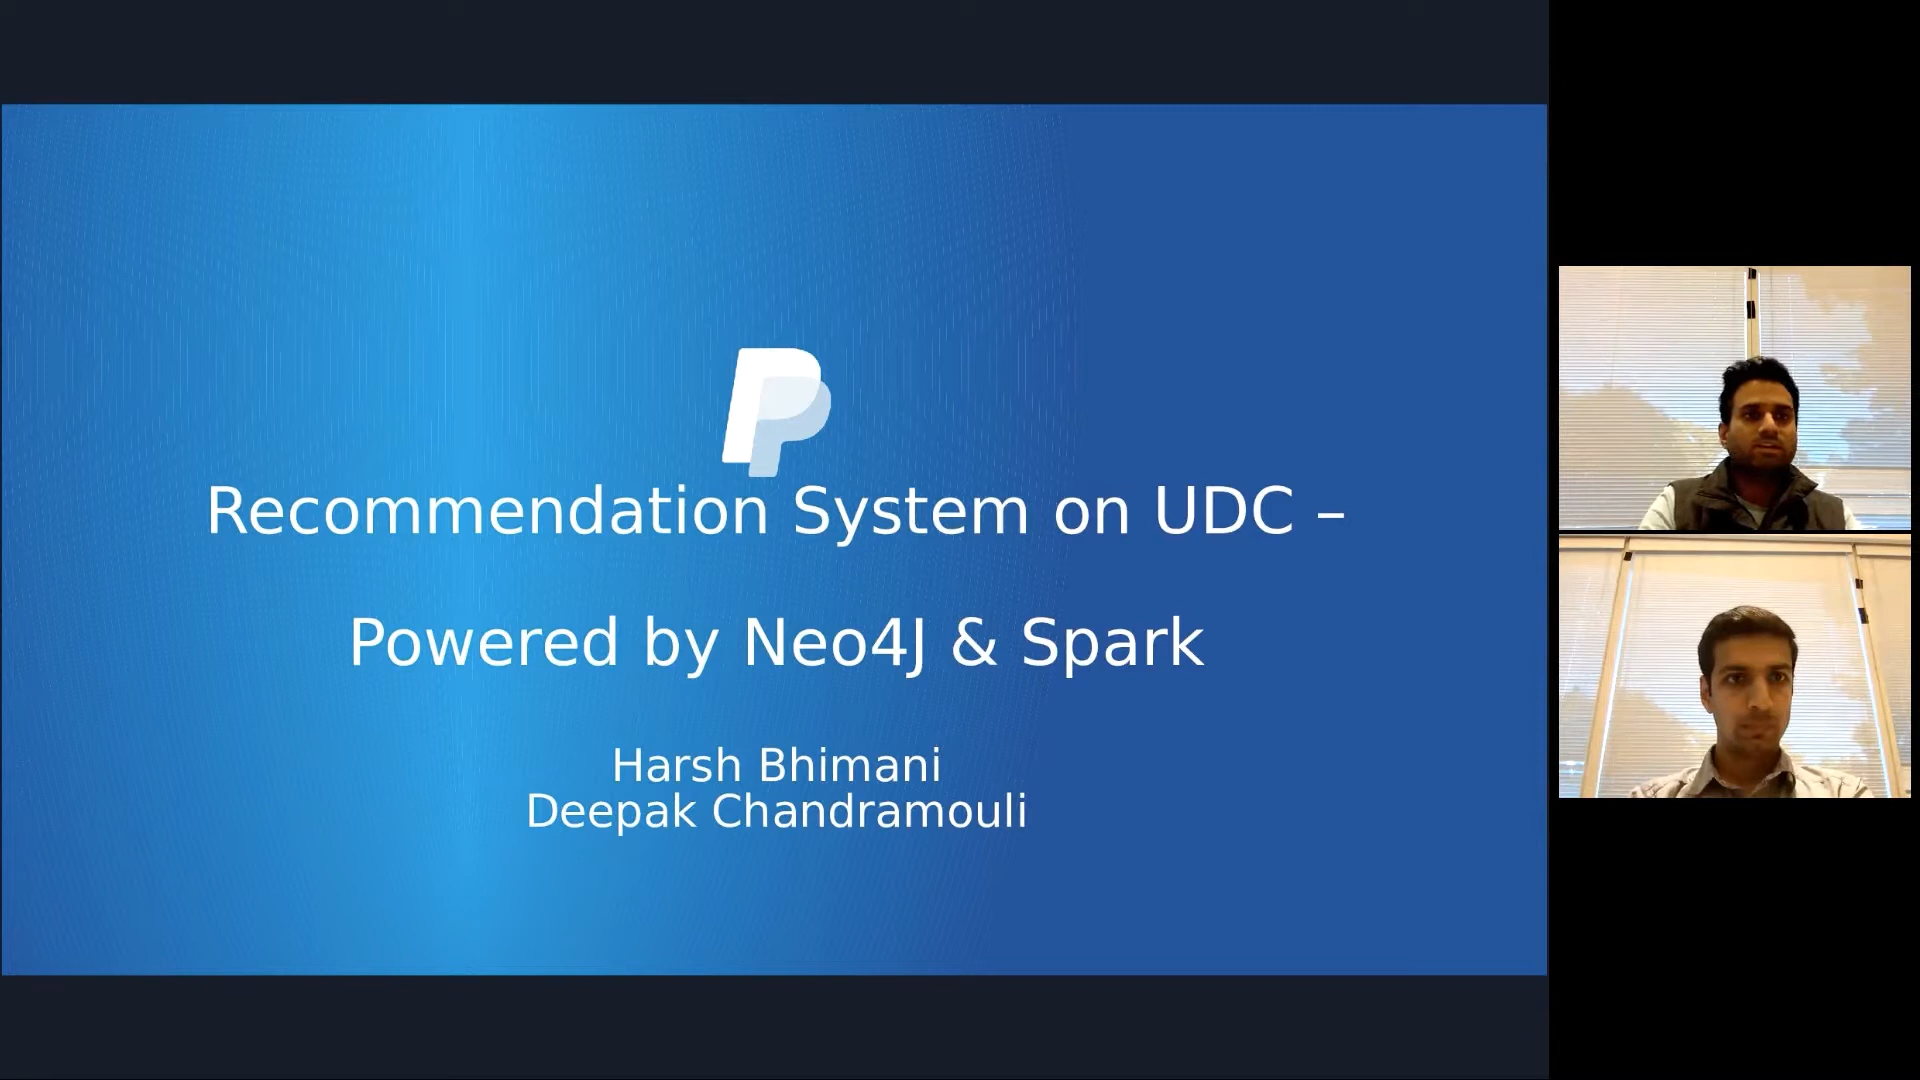 Recommendation System on UDC –
Powered by Neo4J & Spark
Harsh Bhimani
Deepak Chandramouli